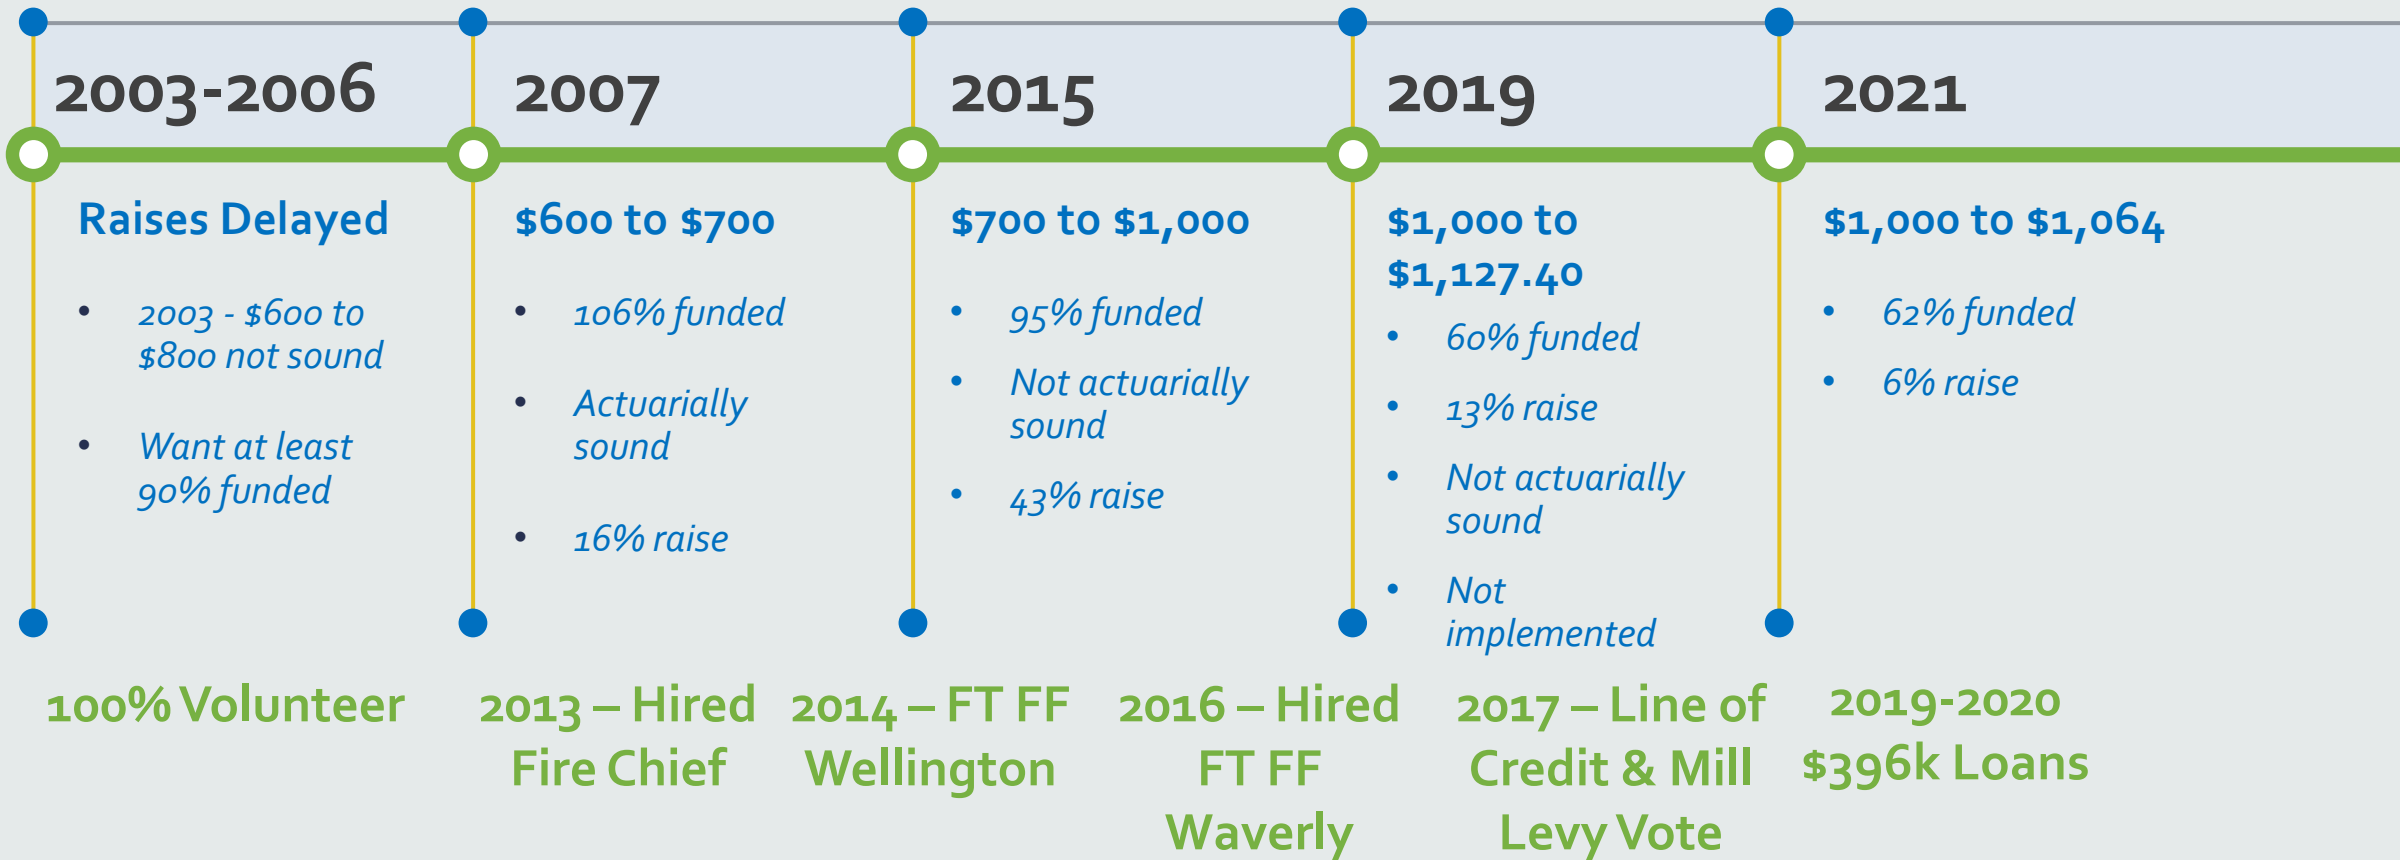 2003-2006
Raises Delayed
• 2003 - $600 to
$800 not sound
• Want at least
90% funded
2007
$600 to $700
• 106% funded
• Actuarially
sound
• 16% raise
2015
$700 to $1,000
• 95% funded
• Not actuarially
sound
• 43% raise
2019
$1,000 to
$1,127.40
• 60% funded
• 13% raise
• Not actuarially
sound
• Not
implemented
2021
$1,000 to $1,064
• 62% funded
• 6% raise
100% Volunteer
2013 – Hired
Fire Chief
2014 – FT FF
Wellington
2016 – Hired
FT FF
Waverly
2017 – Line of
Credit & Mill
Levy Vote
2019-2020
$396k Loans